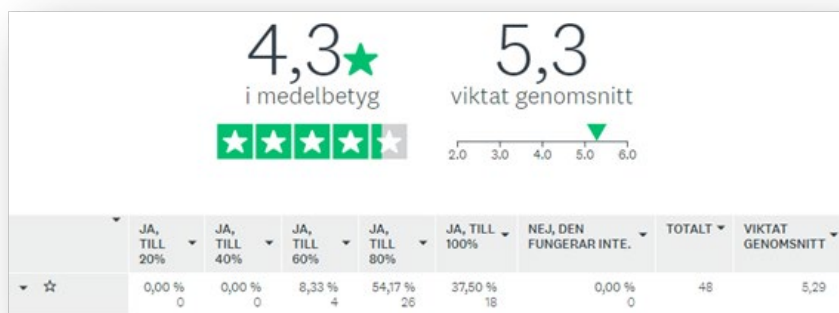 4,3
5,3
i medelbetyg
viktat genomsnitt
2.0 3.0 4.0 5.0 6.0
JA, TILL 20%
JA, TILL 40%
JA, TILL 60%
JA, TILL 80%
JA, TILL 100%
NEJ, DEN FUNGERAR INTE.
TOTALT
VIKTAT GENOMSNITT
0,00 % 0,00 % 8,33 % 54,17 % 37,50 % 0,00 % 48 5,29
0 0 4 26 18 0